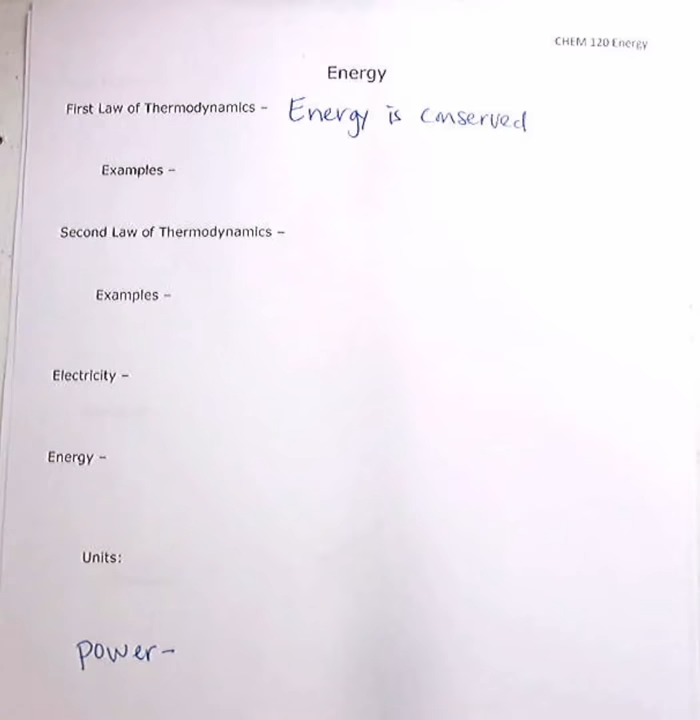 CHEM 120 Energy
Energy
First Law of Thermodynamics – Energy is conserved
Examples –
Second Law of Thermodynamics –
Examples –
Electricity –
Energy –
Units:
power-